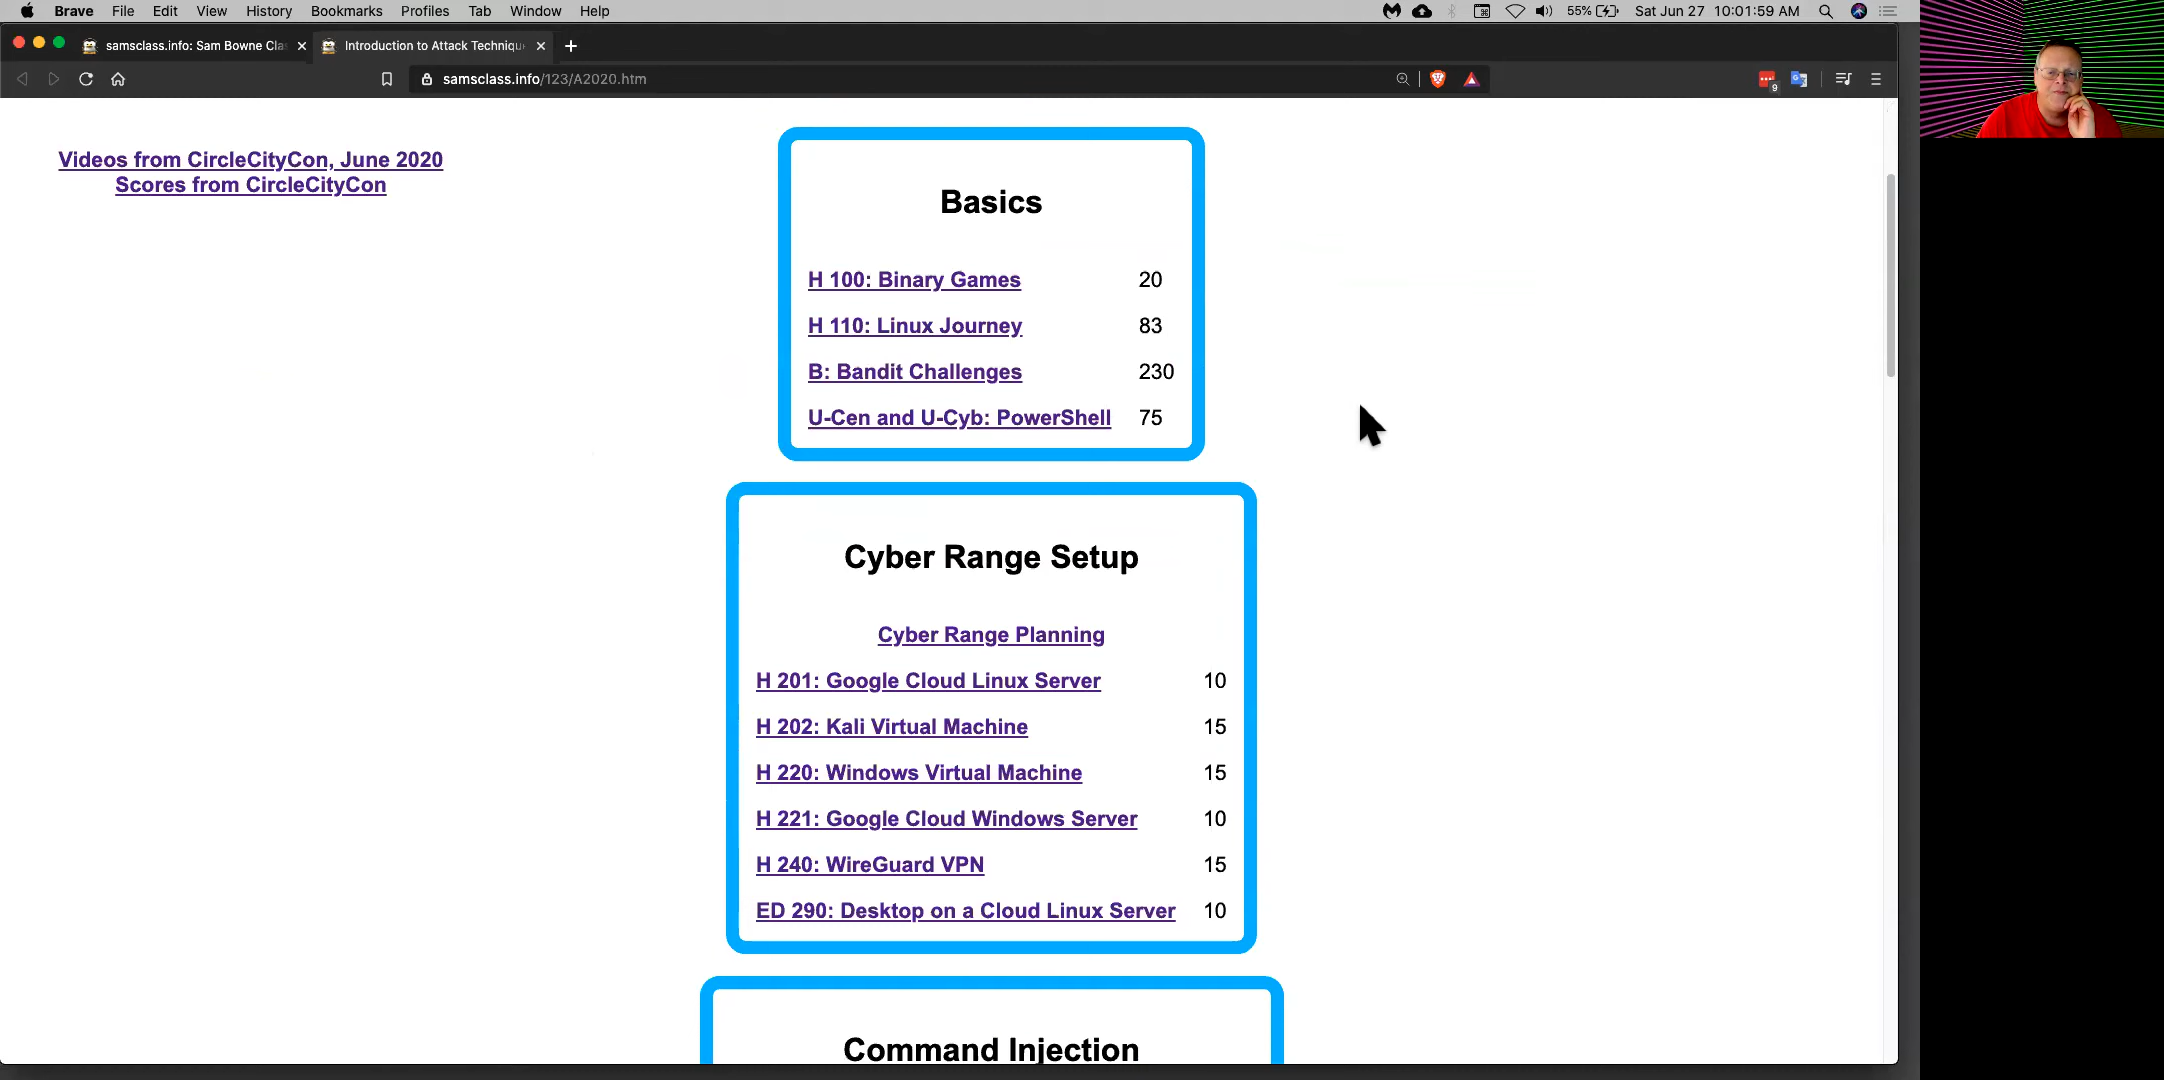 Brave File Edit View History Bookmarks Profiles Tab Window Help 55% Sat Jun 27 10:01:59 AM
samsclass.info: Sam Bowne Cla Introduction to Attack Techniqu
samsclass.info/123/A2020.htm 9
Videos from CircleCityCon, June 2020
Scores from CircleCityCon
Basics
H 100: Binary Games 20
H 110: Linux Journey 83
B: Bandit Challenges 230
U-Cen and U-Cyb: PowerShell 75
Cyber Range Setup
Cyber Range Planning
H 201: Google Cloud Linux Server 10
H 202: Kali Virtual Machine 15
H 220: Windows Virtual Machine 15
H 221: Google Cloud Windows Server 10
H 240: WireGuard VPN 15
ED 290: Desktop on a Cloud Linux Server 10
Command Injection